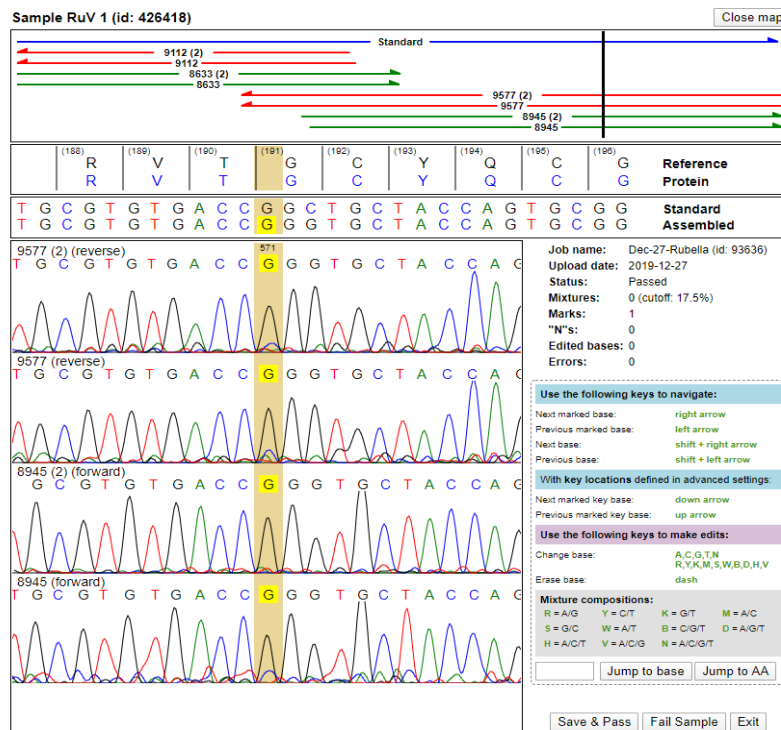 Sample RuV 1 (id: 426418)
Close map
Standard
9112 (2)
9112
8633 (2)
8633
9577 (2)
9577
8945 (2)
8945
(188) (189) (190) (191) (192) (193) (194) (195) (196)
R V T G C Y Q C G Reference
R V T G C Y Q C G Protein
T G C G T G T G A C C G G C T G C T A C C A G T G C G G Standard
T G C G T G T G A C C G G G T G C T A C C A G T G C G G Assembled
571
9577 (2) (reverse)
T G C G T G T G A C C G G G T G C T A C C A G
9577 (reverse)
T G C G T G T G A C C G G G T G C T A C C A G
8945 (2) (forward)
G C G T G T G A C C G G G T G C T A C C A G
8945 (forward)
T G C G T G T G A C C G G G T G C T A C C A G
Job name: Dec-27-Rubella (id: 93636)
Upload date: 2019-12-27
Status: Passed
Mixtures: 0 (cutoff: 17.5%)
Marks: 1
"N"s: 0
Edited bases: 0
Errors: 0
Use the following keys to navigate:
Next marked base: right arrow
Previous marked base: left arrow
Next base: shift + right arrow
Previous base: shift + left arrow
With key locations defined in advanced settings:
Next marked key base: down arrow
Previous marked key base: up arrow
Use the following keys to make edits:
Change base: A,C,G,T,N
R,Y,K,M,S,W,B,D,H,V
Erase base: dash
Mixture compositions:
R = A/G Y = C/T K = G/T M = A/C
S = G/C W = A/T B = C/G/T D = A/G/T
H = A/C/T V = A/C/G N = A/C/G/T
Jump to base Jump to AA
Save & Pass Fail Sample Exit